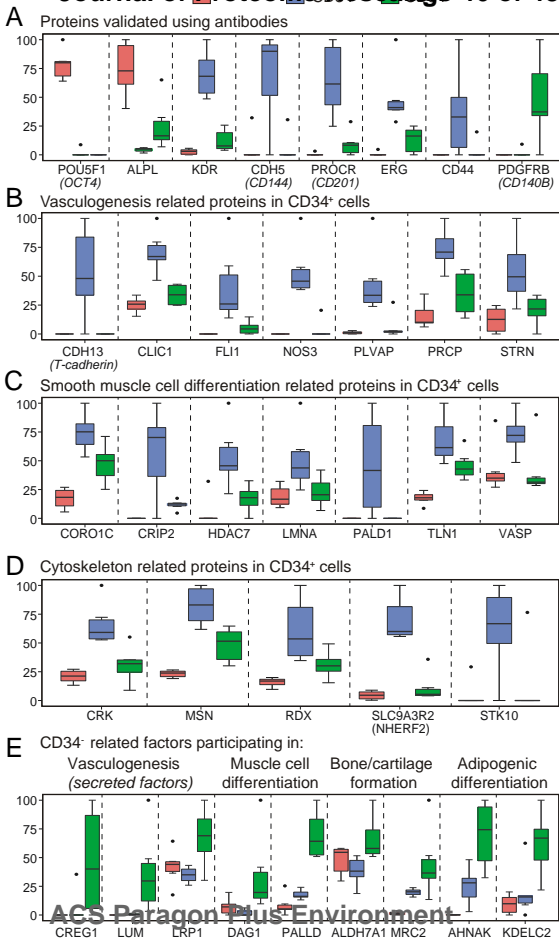 A Proteins validated using antibodies
100
75
50
25
0
POU5F1 ALPL KDR CDH5 PROCR ERG CD44 PDGFRB
(OCT4) (CD144) (CD201) (CD140B)
B Vasculogenesis related proteins in CD34+ cells
100
75
50
25
0
CDH13 CLIC1 FLI1 NOS3 PLVAP PRCP STRN
(T-cadherin)
C Smooth muscle cell differentiation related proteins in CD34+ cells
100
75
50
25
0
CORO1C CRIP2 HDAC7 LMNA PALD1 TLN1 VASP
D Cytoskeleton related proteins in CD34+ cells
100
75
50
25
0
CRK MSN RDX SLC9A3R2 STK10
(NHERF2)
E CD34- related factors participating in:
Vasculogenesis Muscle cell Bone/cartilage Adipogenic
(secreted factors) differentiation formation differentiation
100
75
50
25
0
ACS Paragon Plus Environment
CREG1 LUM LRP1 DAG1 PALLD ALDH7A1 MRC2 AHNAK KDELC2